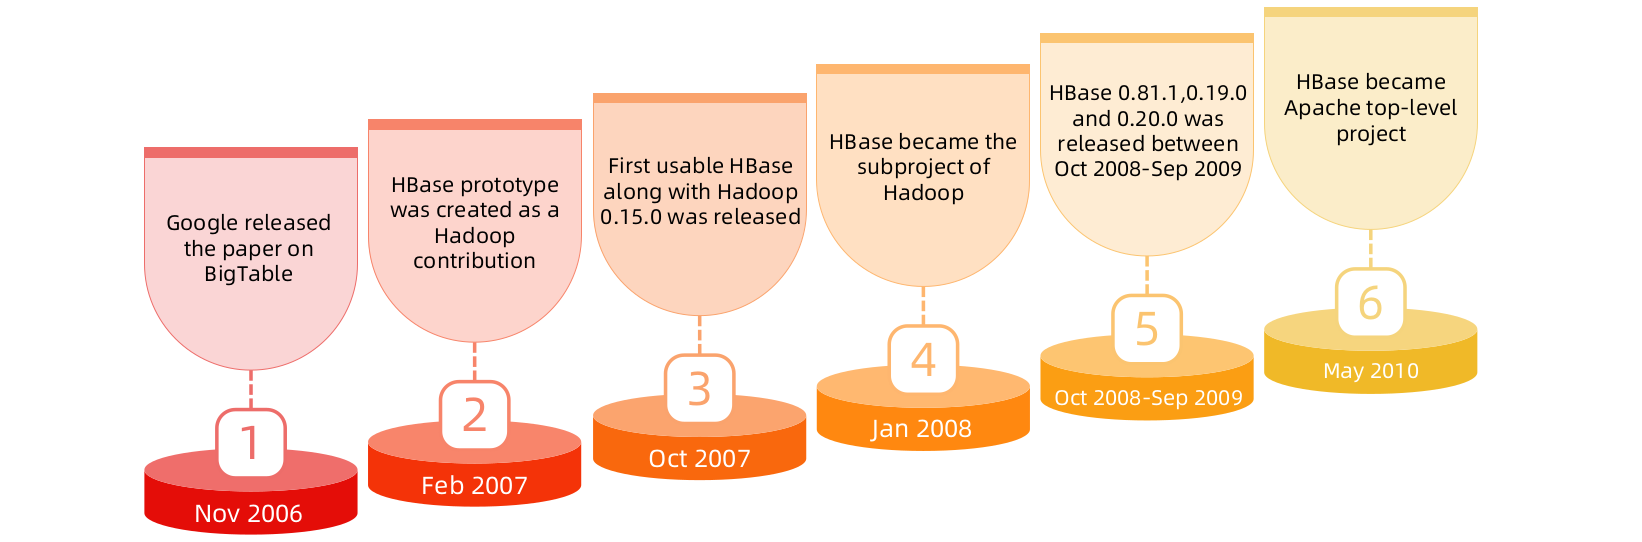 Google released
the paper on
BigTable
1
Nov 2006
HBase prototype
was created as a
Hadoop
contribution
2
Feb 2007
First usable HBase
along with Hadoop
0.15.0 was released
3
Oct 2007
HBase became the
subproject of
Hadoop
4
Jan 2008
HBase 0.81.1,0.19.0
and 0.20.0 was
released between
Oct 2008-Sep 2009
5
Oct 2008-Sep 2009
HBase became
Apache top-level
project
6
May 2010